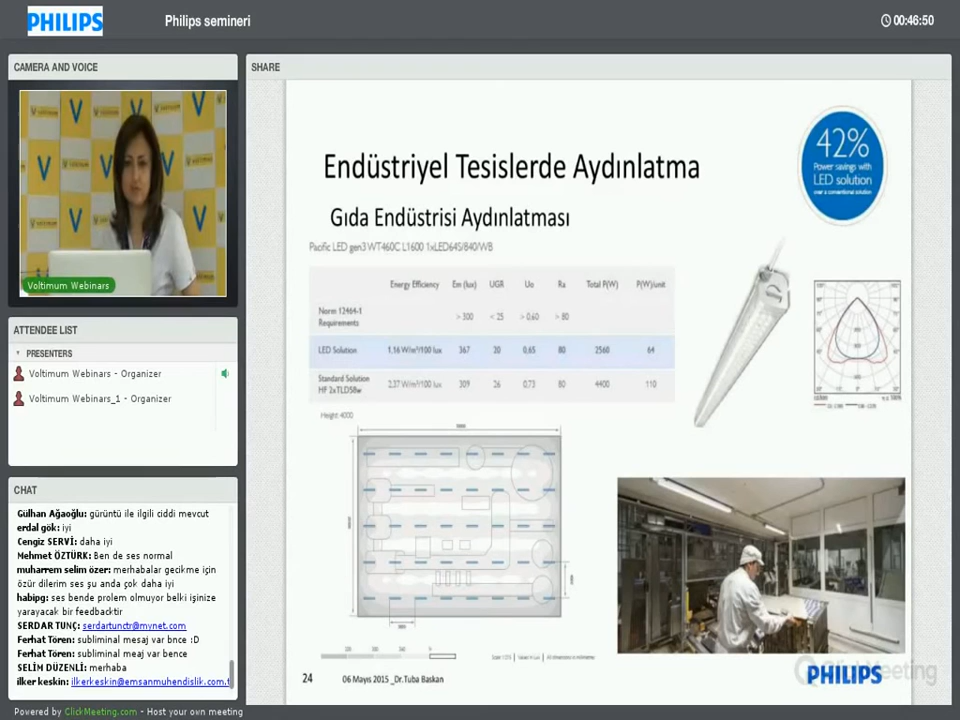 PHILIPS
Philips semineri
00:46:50
CAMERA AND VOICE
Voltimum Webinars
ATTENDEE LIST
PRESENTERS
Voltimum Webinars - Organizer
Voltimum Webinars_1 - Organizer
CHAT
Gülhan Ağaoğlu: gürüntü ile ilgili ciddi mevcut
erdal gök: iyi
Cengiz SERVİ: daha iyi
Mehmet ÖZTÜRK: Ben de ses normal
muharrem selim özer: merhabalar gecikme için
özür dilerim ses şu anda çok daha iyi
habipg: ses bende prolem olmuyor belki işinize
yarayacak bir feedbacktir
SERDAR TUNÇ: serdartunctr@mynet.com
Ferhat Tören: subliminal mesaj var bnce :D
Ferhat Tören: subliminal meaj var bence
SELİM DÜZENLİ: merhaba
ilker keskin: ilkerkeskin@emsanmuhendislik.com.t
SHARE
Endüstriyel Tesislerde Aydınlatma
Gıda Endüstrisi Aydınlatması
42%
Power savings with
LED solution
over a conventional solution
Pacific LED gen3 WT460C L1600 1xLED64S/840/WB
Energy Efficiency Em (lux) UGR Uo Ra Total P(W) P(W)/unit
Norm 12464-1
Requirements
> 300 < 25 > 0,60 > 80
LED Solution 1,16 W/m²/100 lux 367 20 0,65 80 2560 64
Standard Solution
HF 2xTLD58w
2,37 W/m²/100 lux 309 26 0,73 80 4400 110
Height: 4000
24
06 Mayıs 2015 _Dr.Tuba Baskan
PHILIPS
ClickMeeting
Powered by ClickMeeting.com - Host your own meeting